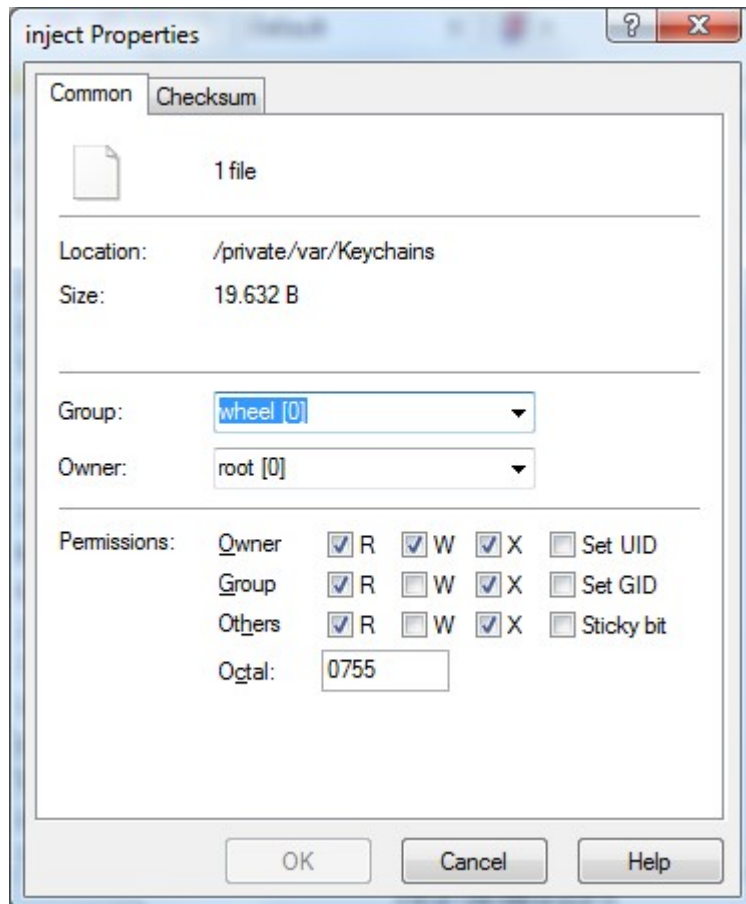 inject Properties
Common Checksum
1 file
Location: /private/var/Keychains
Size: 19.632 B
Group: wheel [0]
Owner: root [0]
Permissions: Owner R W X Set UID
Group R W X Set GID
Others R W X Sticky bit
Octal: 0755
OK Cancel Help